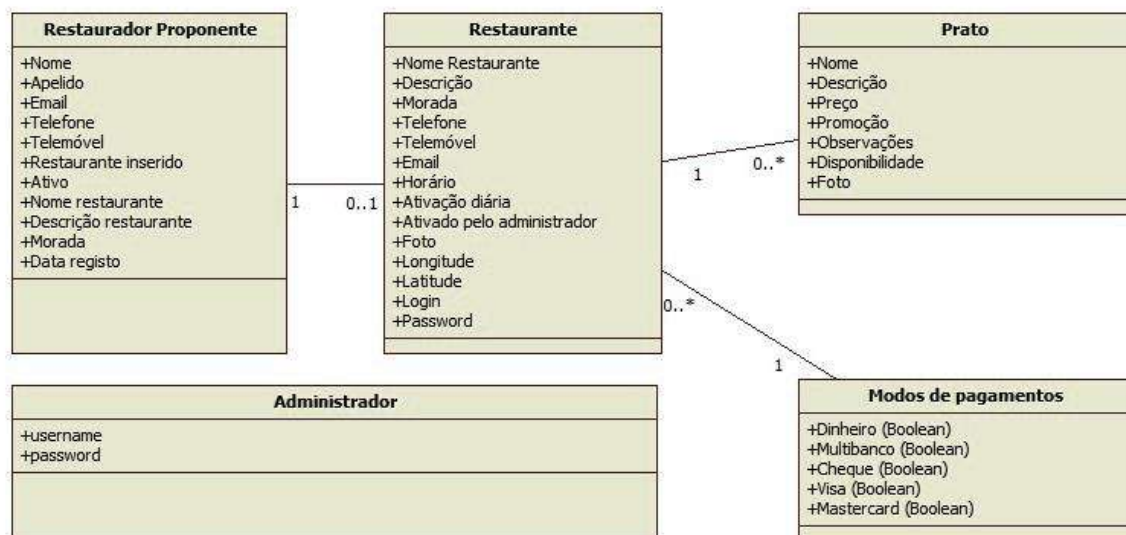 Restaurador Proponente
+Nome
+Apelido
+Email
+Telefone
+Telemóvel
+Restaurante inserido
+Ativo
+Nome restaurante
+Descrição restaurante
+Morada
+Data registo
1
0..1
Restaurante
+Nome Restaurante
+Descrição
+Morada
+Telefone
+Telemóvel
+Email
+Horário
+Ativação diária
+Ativado pelo administrador
+Foto
+Longitude
+Latitude
+Login
+Password
1
0..*
Prato
+Nome
+Descrição
+Preço
+Promoção
+Observações
+Disponibilidade
+Foto
0..*
1
Administrador
+username
+password
Modos de pagamentos
+Dinheiro (Boolean)
+Multibanco (Boolean)
+Cheque (Boolean)
+Visa (Boolean)
+Mastercard (Boolean)